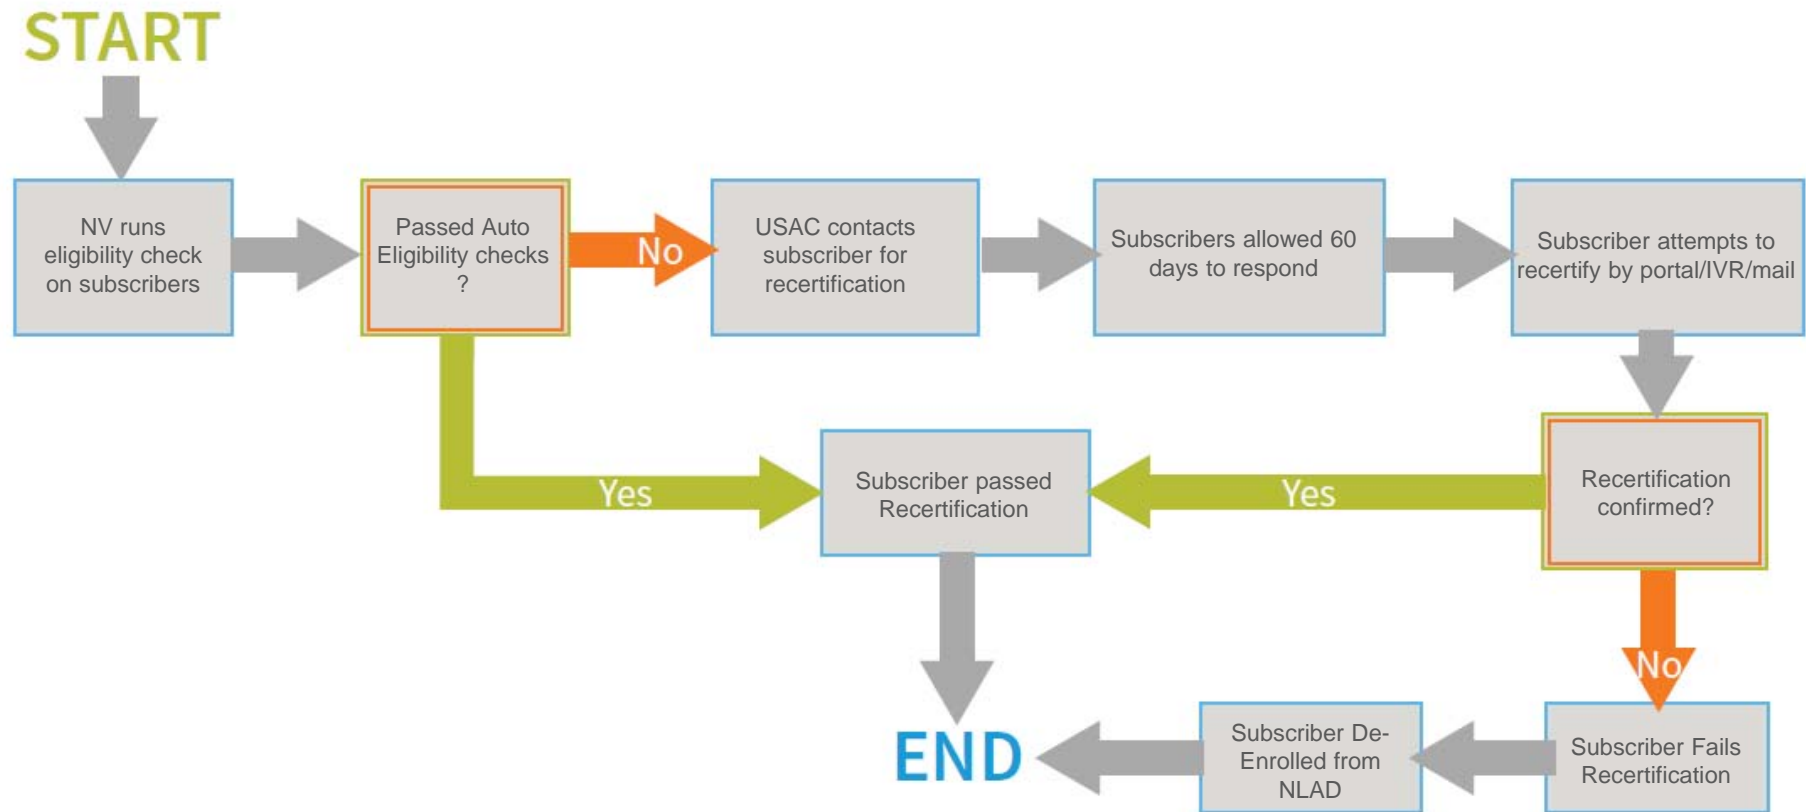 START
NV runs
eligibility check
on subscribers
Passed Auto
Eligibility checks
?
No
USAC contacts
subscriber for
recertification
Subscribers allowed 60
days to respond
Subscriber attempts to
recertify by portal/IVR/mail
Yes
Subscriber passed
Recertification
Yes
Recertification
confirmed?
No
END
Subscriber De-
Enrolled from
NLAD
Subscriber Fails
Recertification